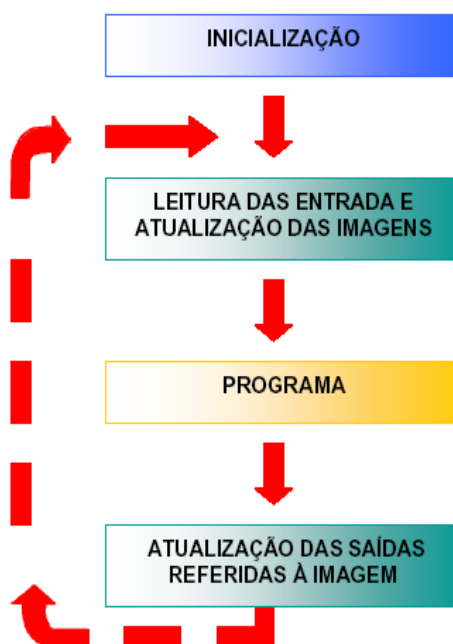 INICIALIZAÇÃO
LEITURA DAS ENTRADA E
ATUALIZAÇÃO DAS IMAGENS
PROGRAMA
ATUALIZAÇÃO DAS SAÍDAS
REFERIDAS À IMAGEM